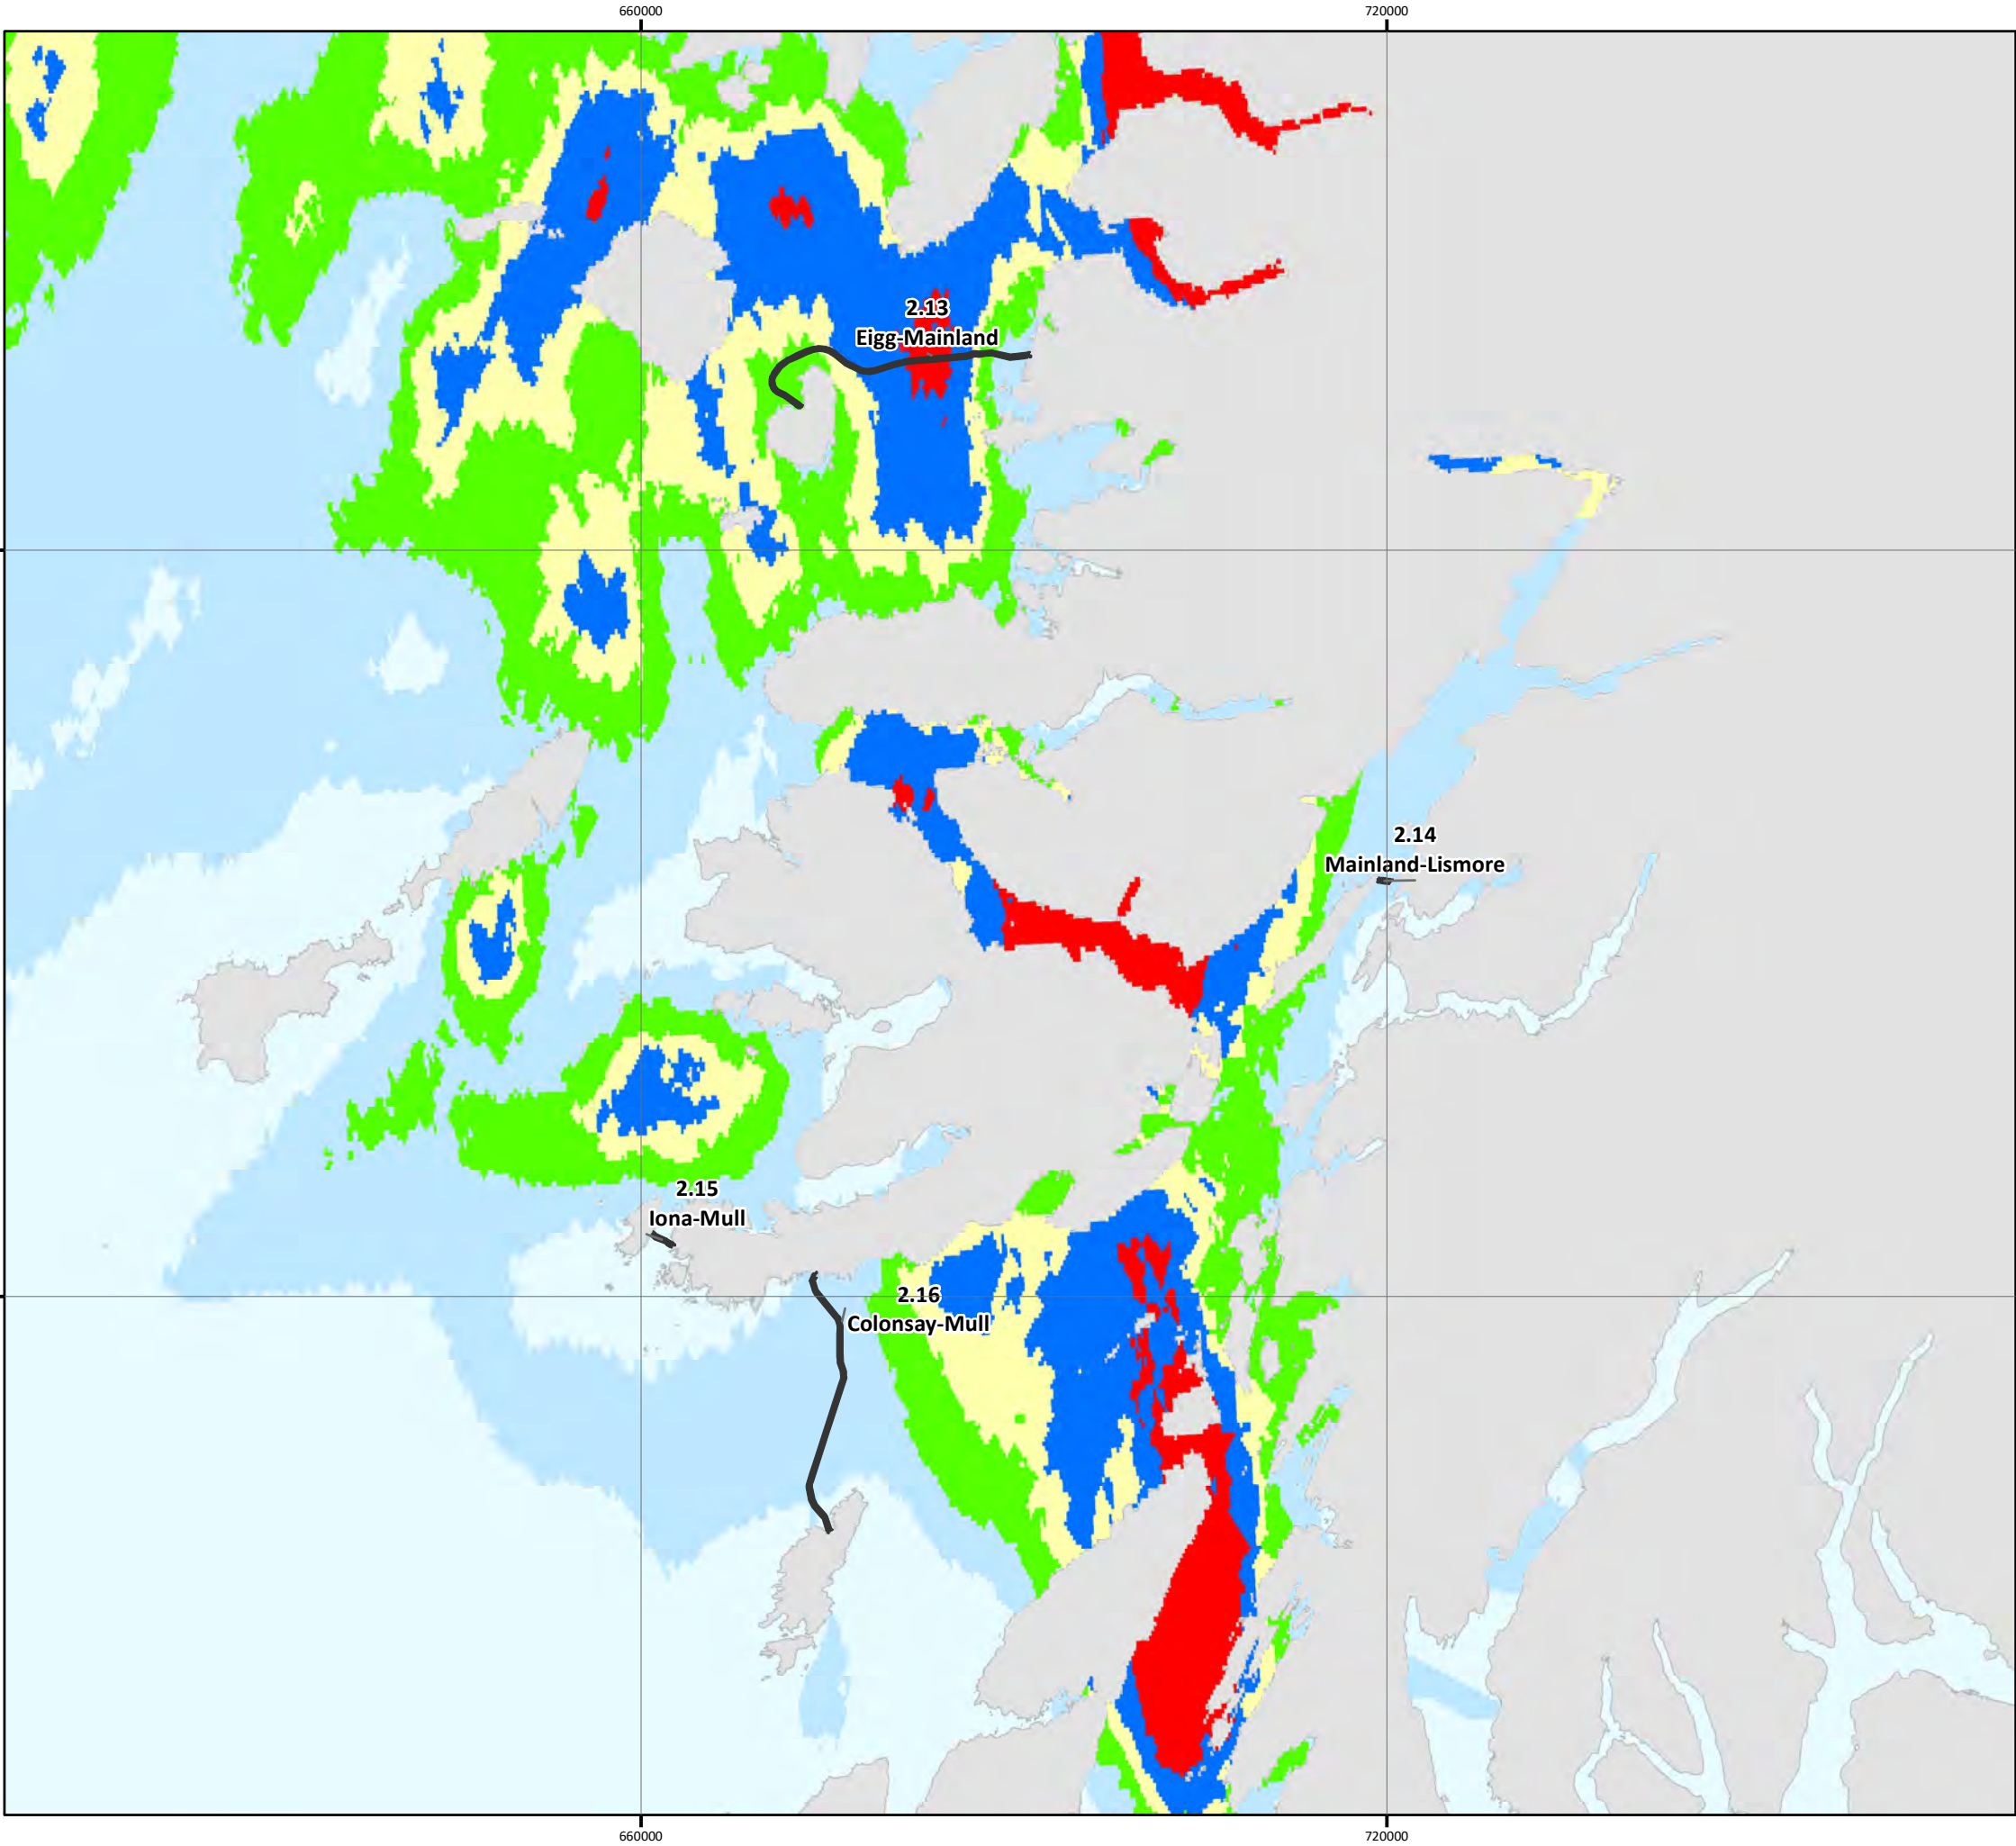 660000
720000
2.13
Eigg-Mainland
2.14
Mainland-Lismore
2.15
Iona-Mull
2.16
Colonsay-Mull
660000
720000